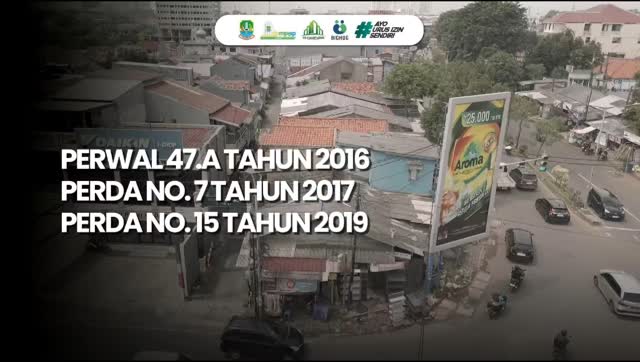 #AYO
URUS IZIN
SENDIRI
DAIKIN
PERWAL 47.A TAHUN 2016
PERDA NO. 7 TAHUN 2017
PERDA NO. 15 TAHUN 2019
25.000
Aroma